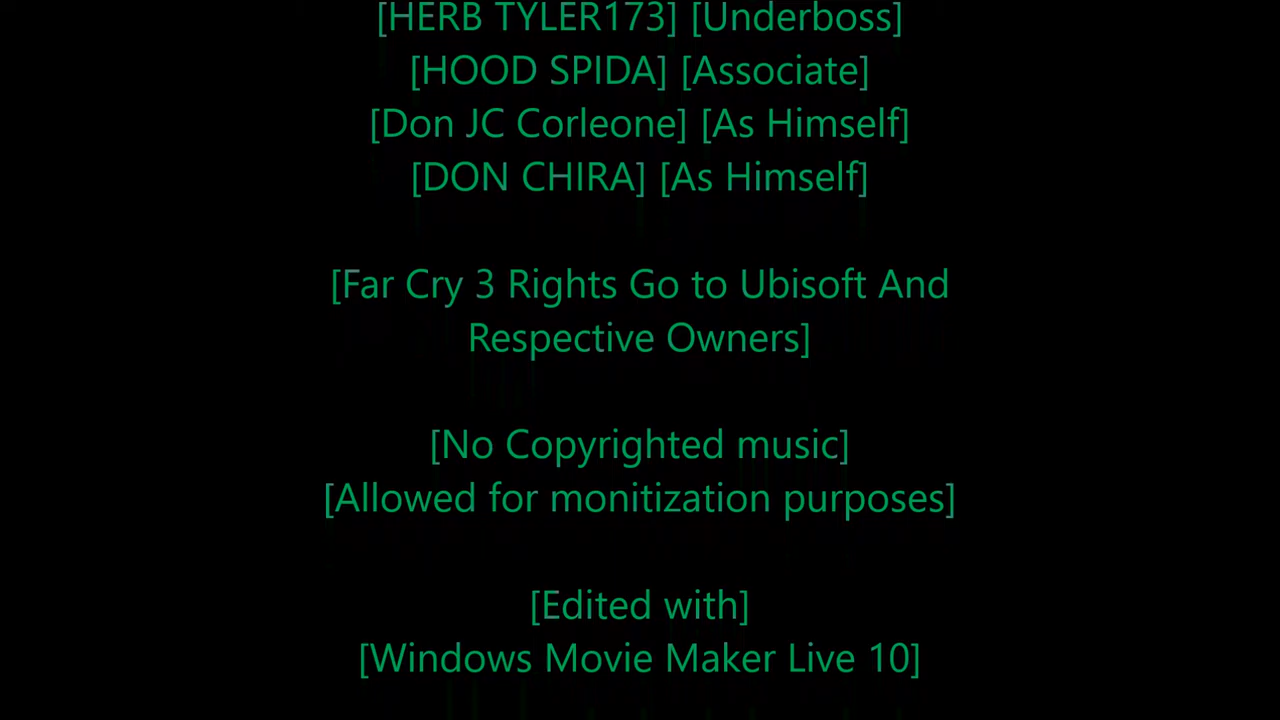 [HERB TYLER173] [Underboss]
[HOOD SPIDA] [Associate]
[Don JC Corleone] [As Himself]
[DON CHIRA] [As Himself]
[Far Cry 3 Rights Go to Ubisoft And
Respective Owners]
[No Copyrighted music]
[Allowed for monitization purposes]
[Edited with]
[Windows Movie Maker Live 10]